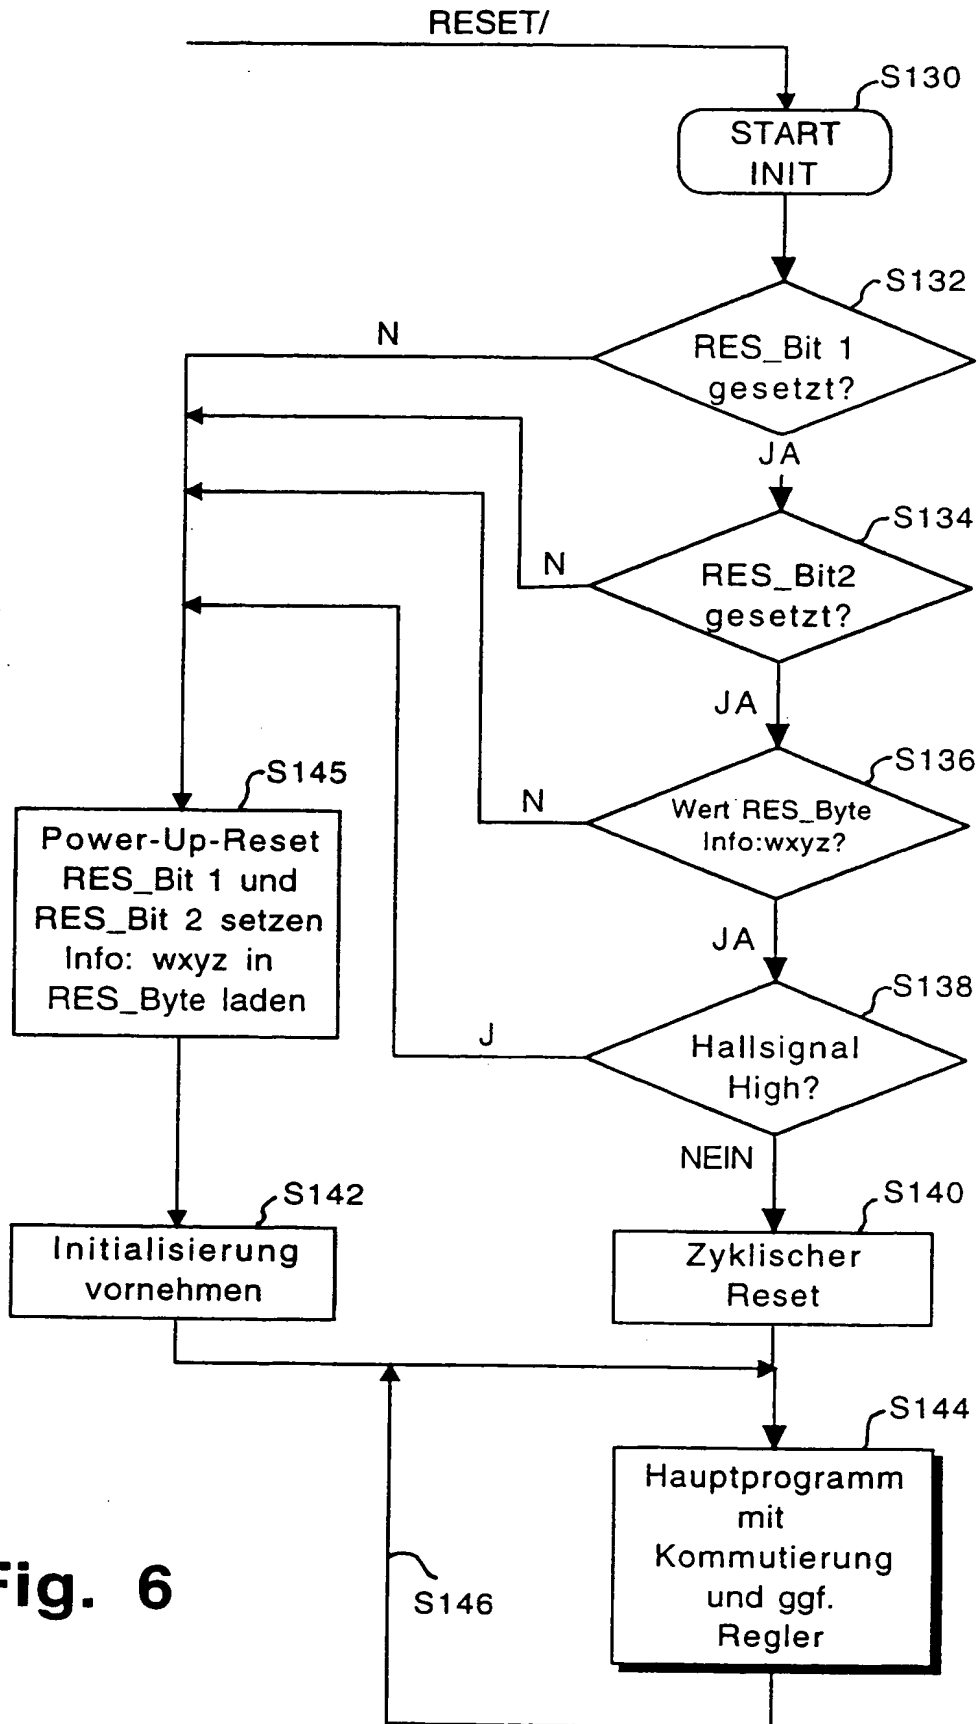 RESET/
S130
START
INIT
S132
N
RES_Bit 1
gesetzt?
JA
S134
N
RES_Bit2
gesetzt?
JA
S136
N
Wert RES_Byte
Info:wxyz?
S145
Power-Up-Reset
RES_Bit 1 und
RES_Bit 2 setzen
Info: wxyz in
RES_Byte laden
JA
S138
J
Hallsignal
High?
NEIN
S142
Initialisierung
vornehmen
S140
Zyklischer
Reset
S144
Hauptprogramm
mit
Kommutierung
und ggf.
Regler
S146
Fig. 6